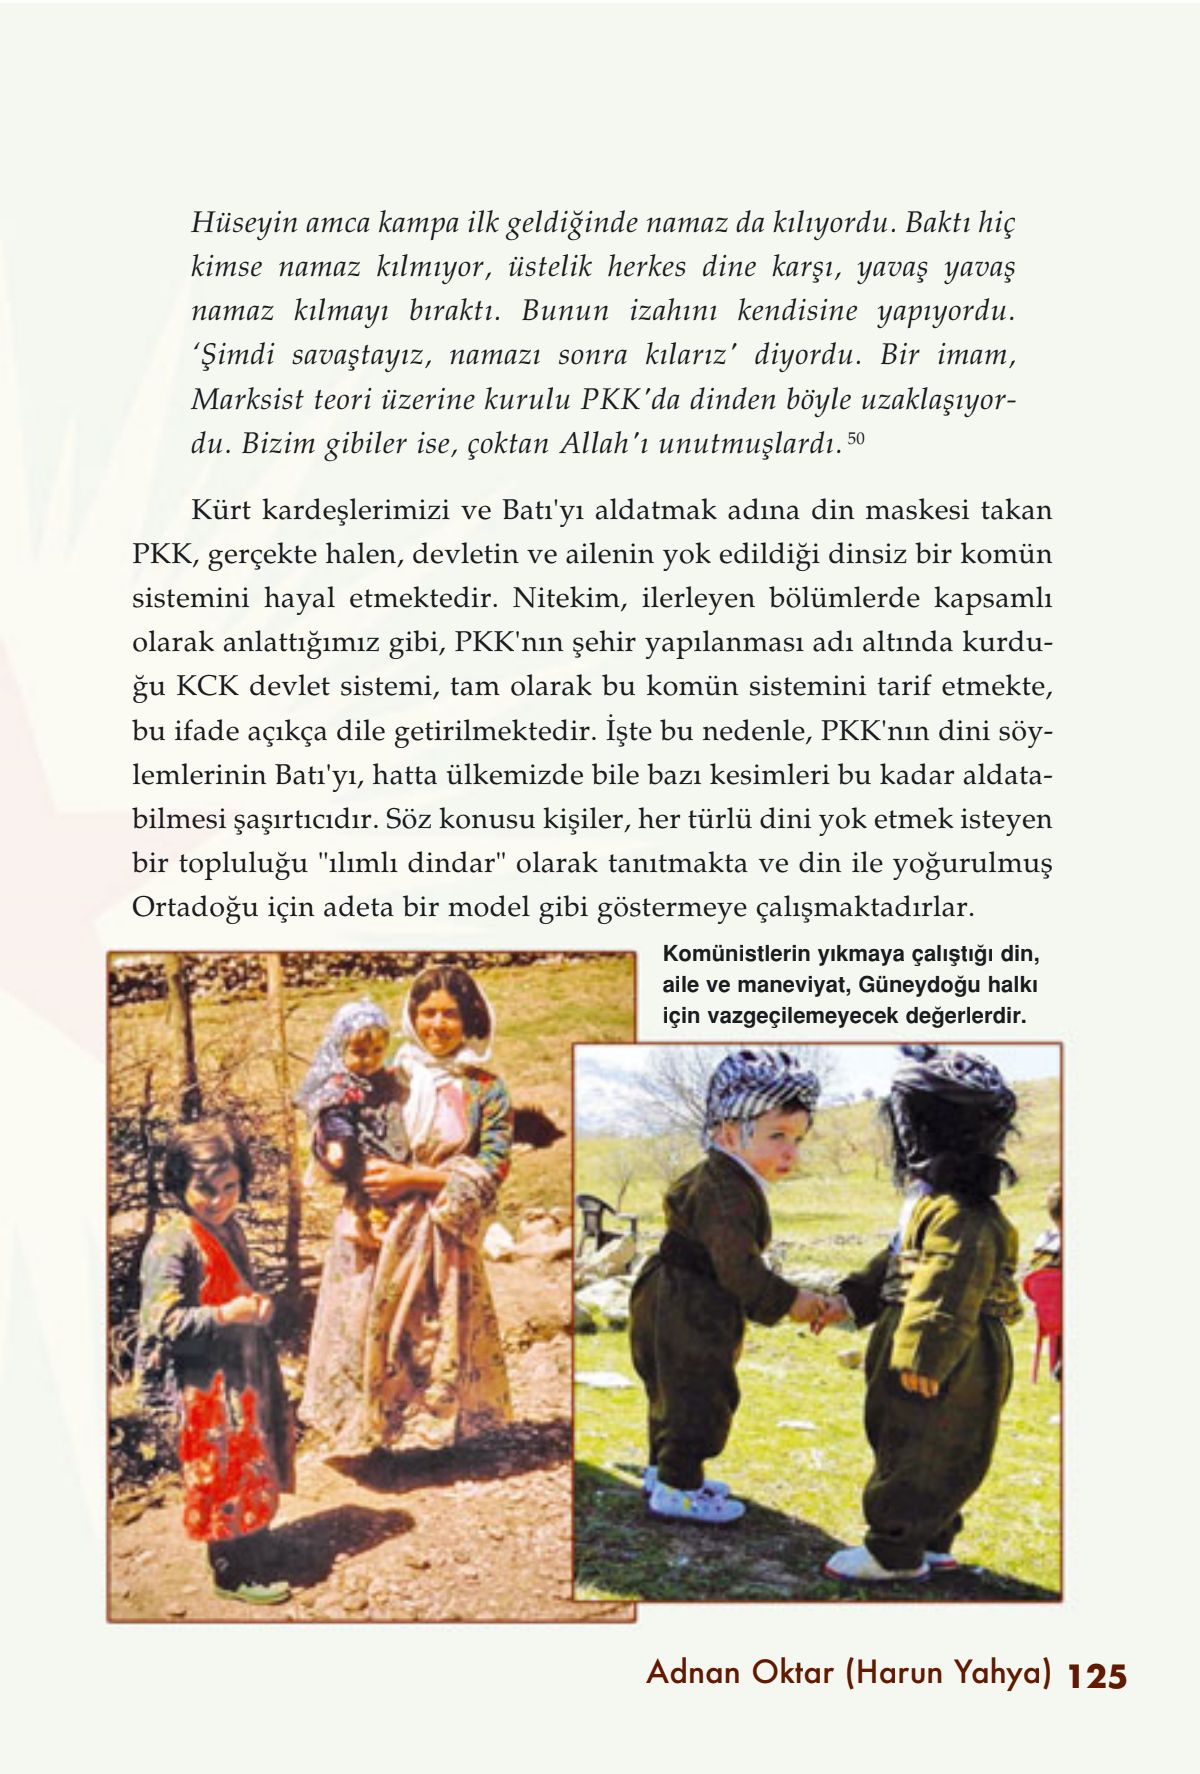 Hüseyin amca kampa ilk geldiğinde namaz da kılıyordu. Baktı hiç
kimse namaz kılmıyor, üstelik herkes dine karşı, yavaş yavaş
namaz kılmayı bıraktı. Bunun izahını kendisine yapıyordu.
‘Şimdi savaştayız, namazı sonra kılarız' diyordu. Bir imam,
Marksist teori üzerine kurulu PKK'da dinden böyle uzaklaşıyor-
du. Bizim gibiler ise, çoktan Allah'ı unutmuşlardı. 50
Kürt kardeşlerimizi ve Batı'yı aldatmak adına din maskesi takan
PKK, gerçekte halen, devletin ve ailenin yok edildiği dinsiz bir komün
sistemini hayal etmektedir. Nitekim, ilerleyen bölümlerde kapsamlı
olarak anlattığımız gibi, PKK'nın şehir yapılanması adı altında kurdu-
ğu KCK devlet sistemi, tam olarak bu komün sistemini tarif etmekte,
bu ifade açıkça dile getirilmektedir. İşte bu nedenle, PKK'nın dini söy-
lemlerinin Batı'yı, hatta ülkemizde bile bazı kesimleri bu kadar aldata-
bilmesi şaşırtıcıdır. Söz konusu kişiler, her türlü dini yok etmek isteyen
bir topluluğu "ılımlı dindar" olarak tanıtmakta ve din ile yoğurulmuş
Ortadoğu için adeta bir model gibi göstermeye çalışmaktadırlar.
Komünistlerin yıkmaya çalıştığı din,
aile ve maneviyat, Güneydoğu halkı
için vazgeçilemeyecek değerlerdir.
Adnan Oktar (Harun Yahya) 125